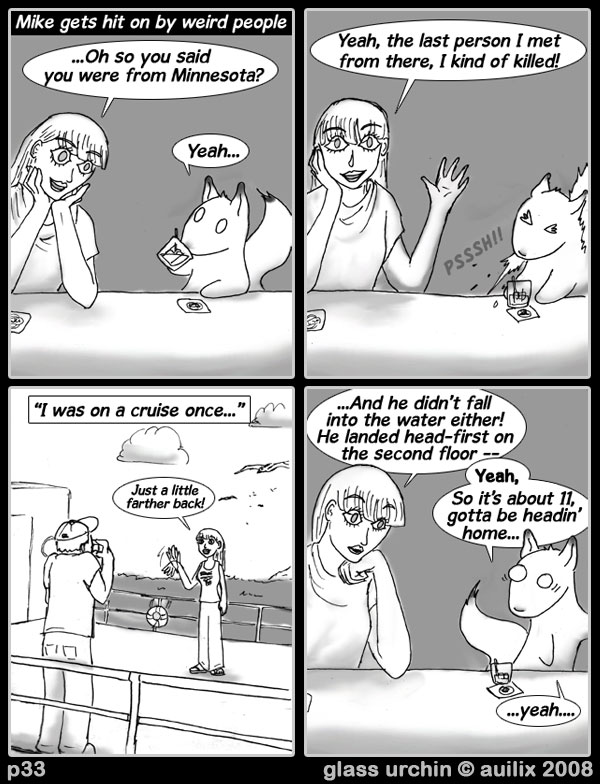 Mike gets hit on by weird people
...Oh so you said
you were from Minnesota?
Yeah...
Yeah, the last person I met
from there, I kind of killed!
PSSSH!!
"I was on a cruise once..."
Just a little
farther back!
...And he didn't fall
into the water either!
He landed head-first on
the second floor --
Yeah,
So it's about 11,
gotta be headin'
home...
...yeah....
p33
glass urchin © auilix 2008